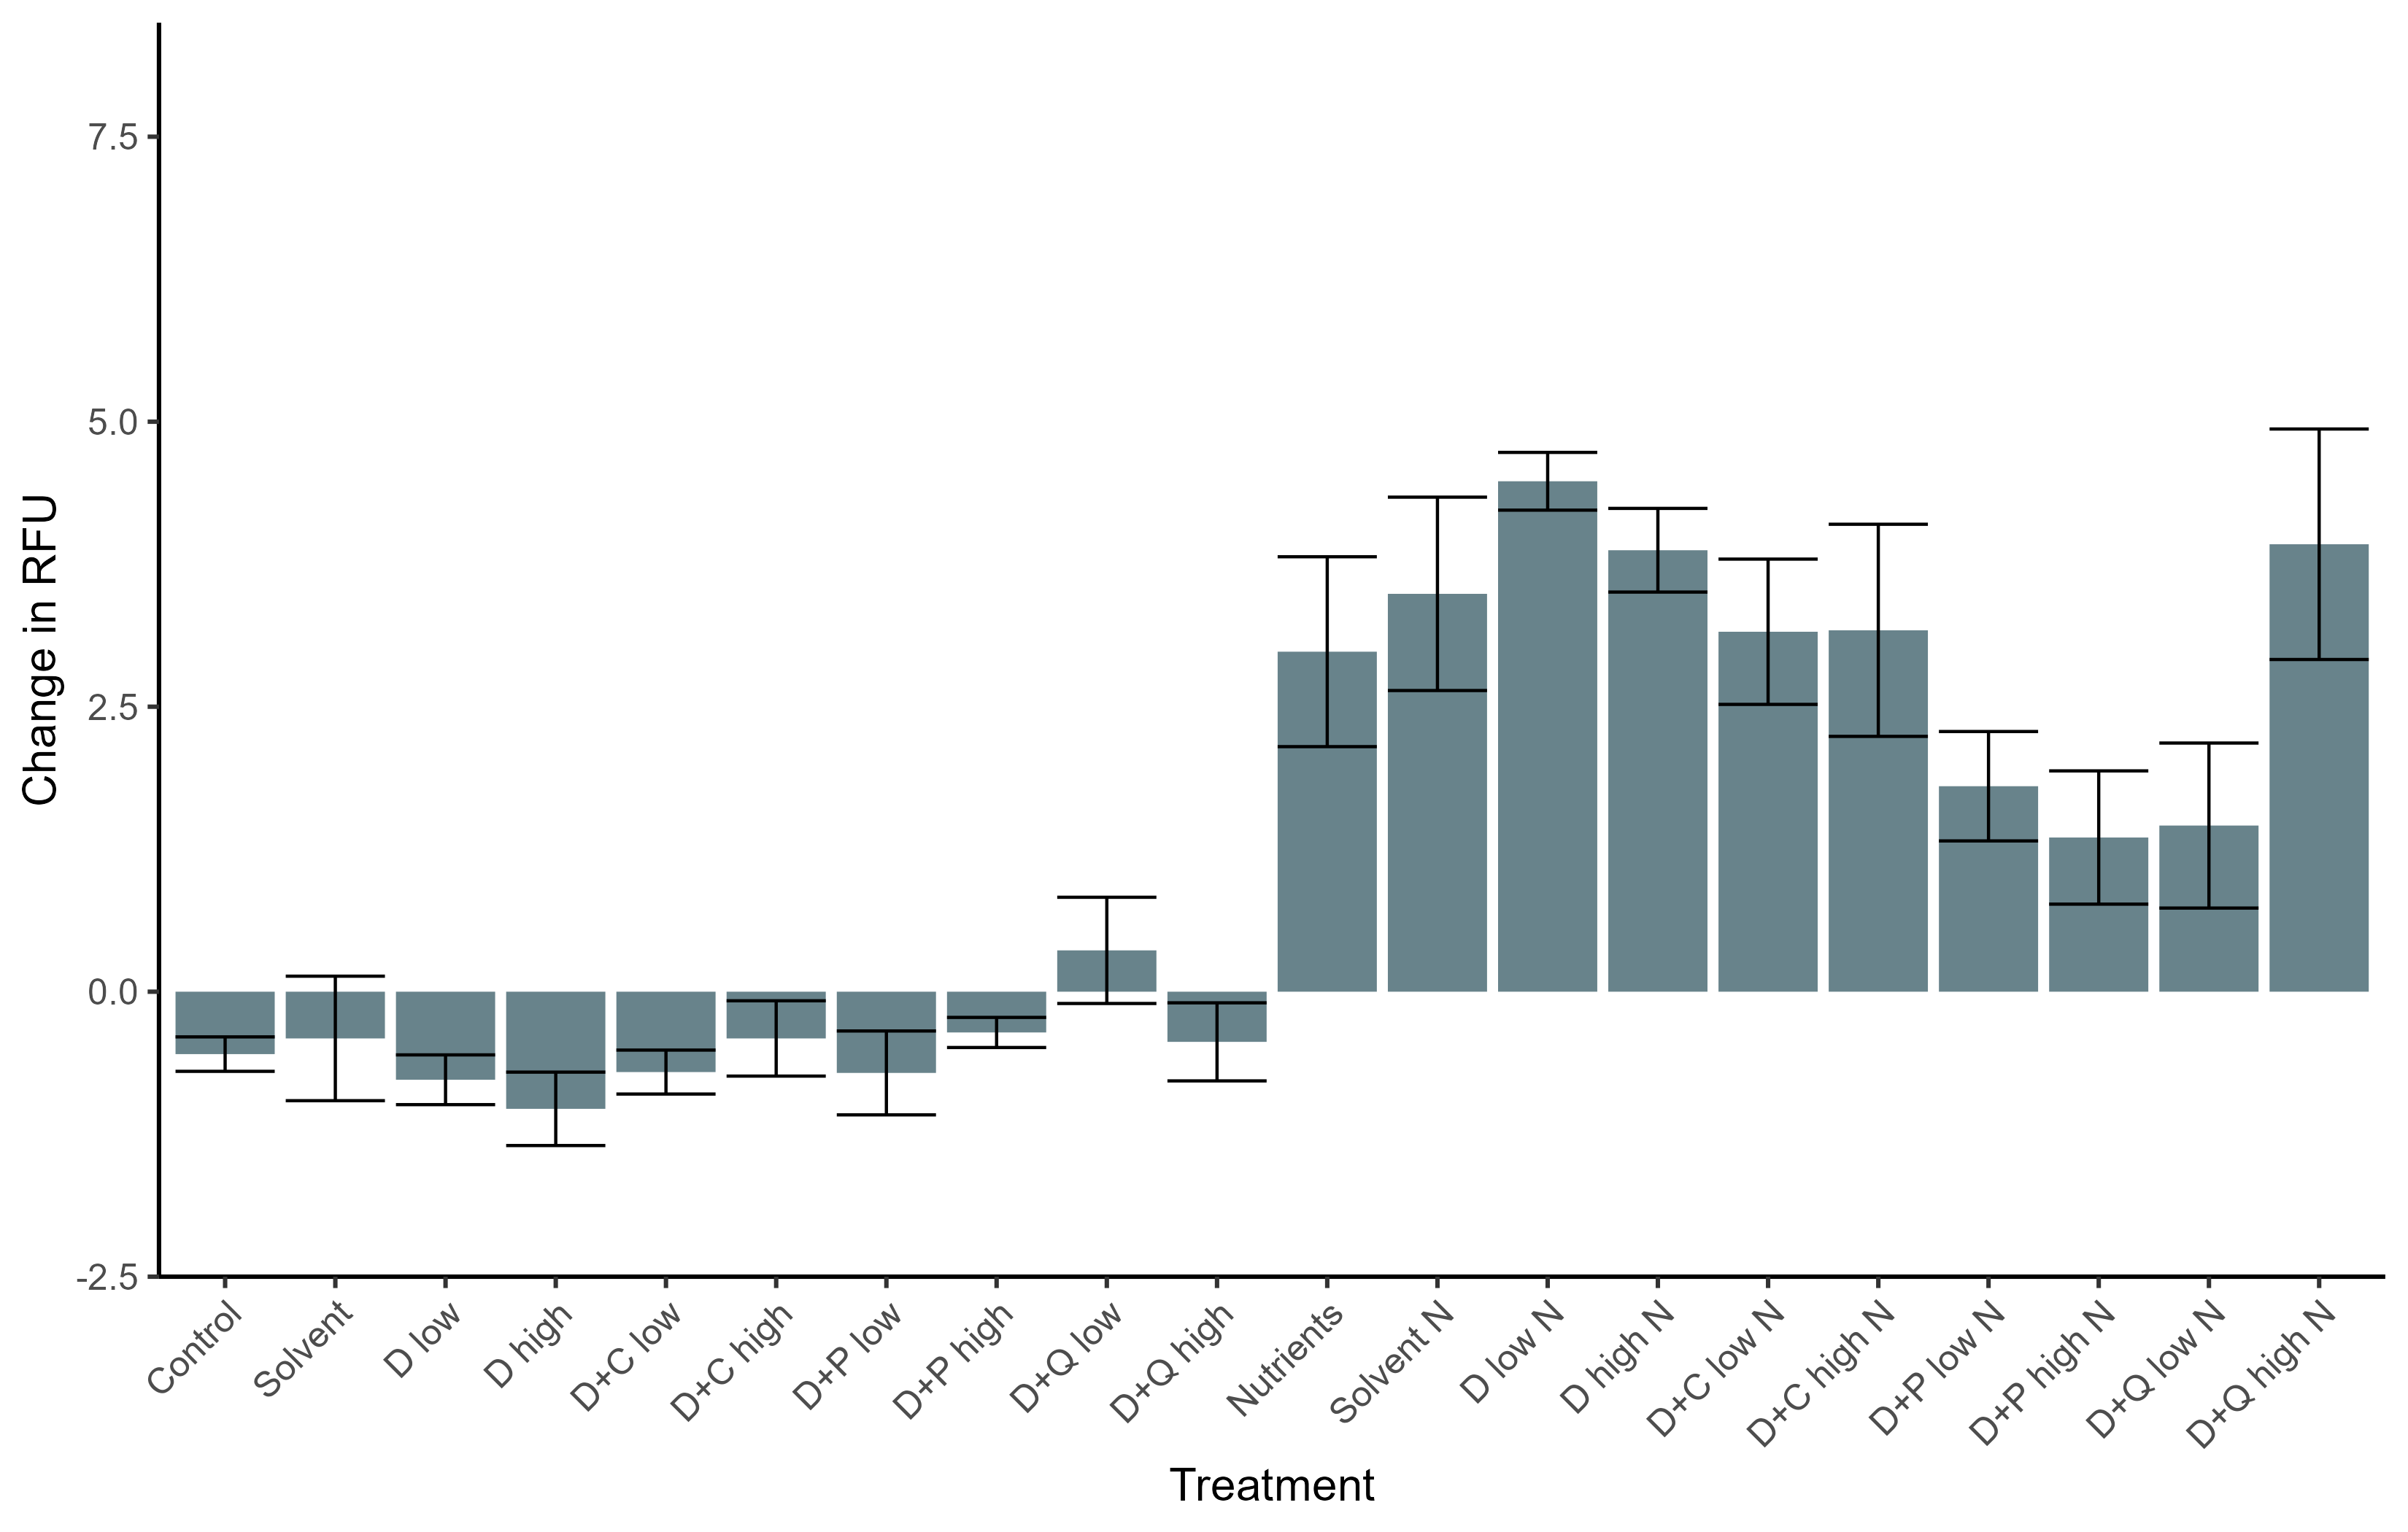 Change in RFU
7.5
5.0
2.5
0.0
-2.5
Control
Solvent
D low
D high
D+C low
D+C high
D+P low
D+P high
D+Q low
D+Q high
Nutrients
Solvent N
D low N
D high N
D+C low N
D+C high N
D+P low N
D+P high N
D+Q low N
D+Q high N
Treatment